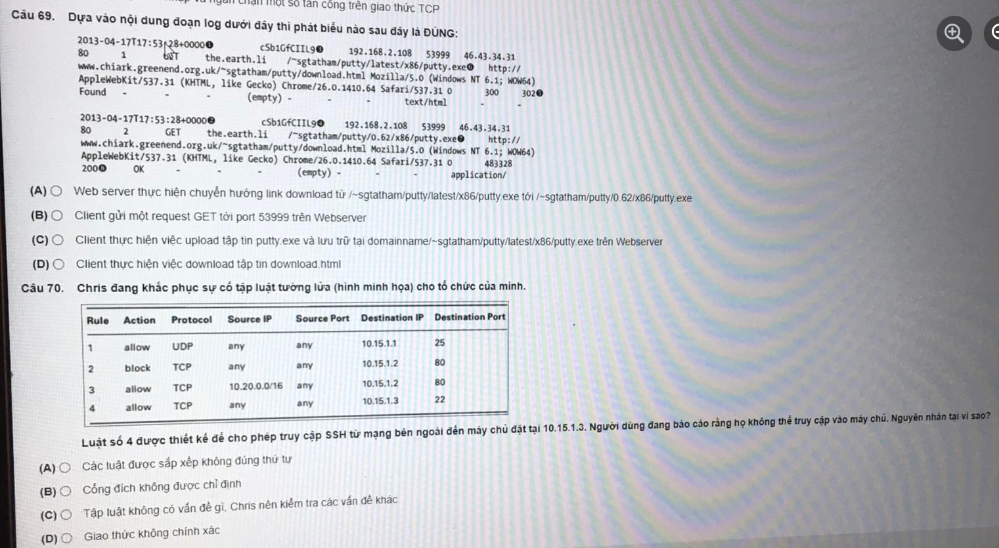 một số tấn công trên giao thức TCP
Câu 69. Dựa vào nội dung đoạn log dưới đây thì phát biểu nào sau đây là ĐÚNG:
2013-04-17T17:53:28+0000❶ cSb1GfCIIL9❸ 192.168.2.108 53999 46.43.34.31
80 1 GET the.earth.li /~sgtatham/putty/latest/x86/putty.exe❻ http://
www.chiark.greenend.org.uk/~sgtatham/putty/download.html Mozilla/5.0 (Windows NT 6.1; WOW64)
AppleWebKit/537.31 (KHTML, like Gecko) Chrome/26.0.1410.64 Safari/537.31 0 300 302❺
Found - - - (empty) - - - text/html - -
2013-04-17T17:53:28+0000❷ cSb1GfCIIL9❹ 192.168.2.108 53999 46.43.34.31
80 2 GET the.earth.li /~sgtatham/putty/0.62/x86/putty.exe❼ http://
www.chiark.greenend.org.uk/~sgtatham/putty/download.html Mozilla/5.0 (Windows NT 6.1; WOW64)
AppleWebKit/537.31 (KHTML, like Gecko) Chrome/26.0.1410.64 Safari/537.31 0 483328
200❽ OK - - - (empty) - - - application/
(A) Web server thực hiện chuyển hướng link download từ /~sgtatham/putty/latest/x86/putty.exe tới /~sgtatham/putty/0.62/x86/putty.exe
(B) Client gửi một request GET tới port 53999 trên Webserver
(C) Client thực hiện việc upload tập tin putty.exe và lưu trữ tại domainname/~sgtatham/putty/latest/x86/putty.exe trên Webserver
(D) Client thực hiện việc download tập tin download.html
Câu 70. Chris đang khắc phục sự cố tập luật tường lửa (hình minh họa) cho tổ chức của mình.
Rule Action Protocol Source IP Source Port Destination IP Destination Port
1 allow UDP any any 10.15.1.1 25
2 block TCP any any 10.15.1.2 80
3 allow TCP 10.20.0.0/16 any 10.15.1.2 80
4 allow TCP any any 10.15.1.3 22
Luật số 4 được thiết kế để cho phép truy cập SSH từ mạng bên ngoài đến máy chủ đặt tại 10.15.1.3. Người dùng đang báo cáo rằng họ không thể truy cập vào máy chủ. Nguyên nhân tại vì sao?
(A) Các luật được sắp xếp không đúng thứ tự
(B) Cổng đích không được chỉ định
(C) Tập luật không có vấn đề gì, Chris nên kiểm tra các vấn đề khác
(D) Giao thức không chính xác